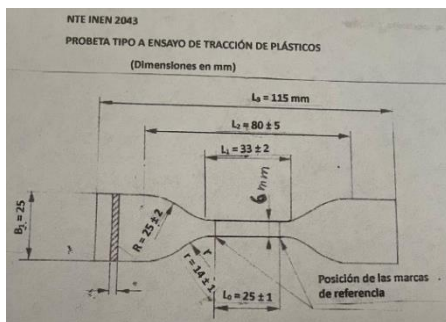 NTE INEN 2043
PROBETA TIPO A ENSAYO DE TRACCIÓN DE PLÁSTICOS
(Dimensiones en mm)
L₃ = 115 mm
L₂ = 80 ± 5
L₁ = 33 ± 2
6 mm
B₂ = 25
R = 25 ± 2
r
r = 14 ± 1
L₀ = 25 ± 1
Posición de las marcas
de referencia